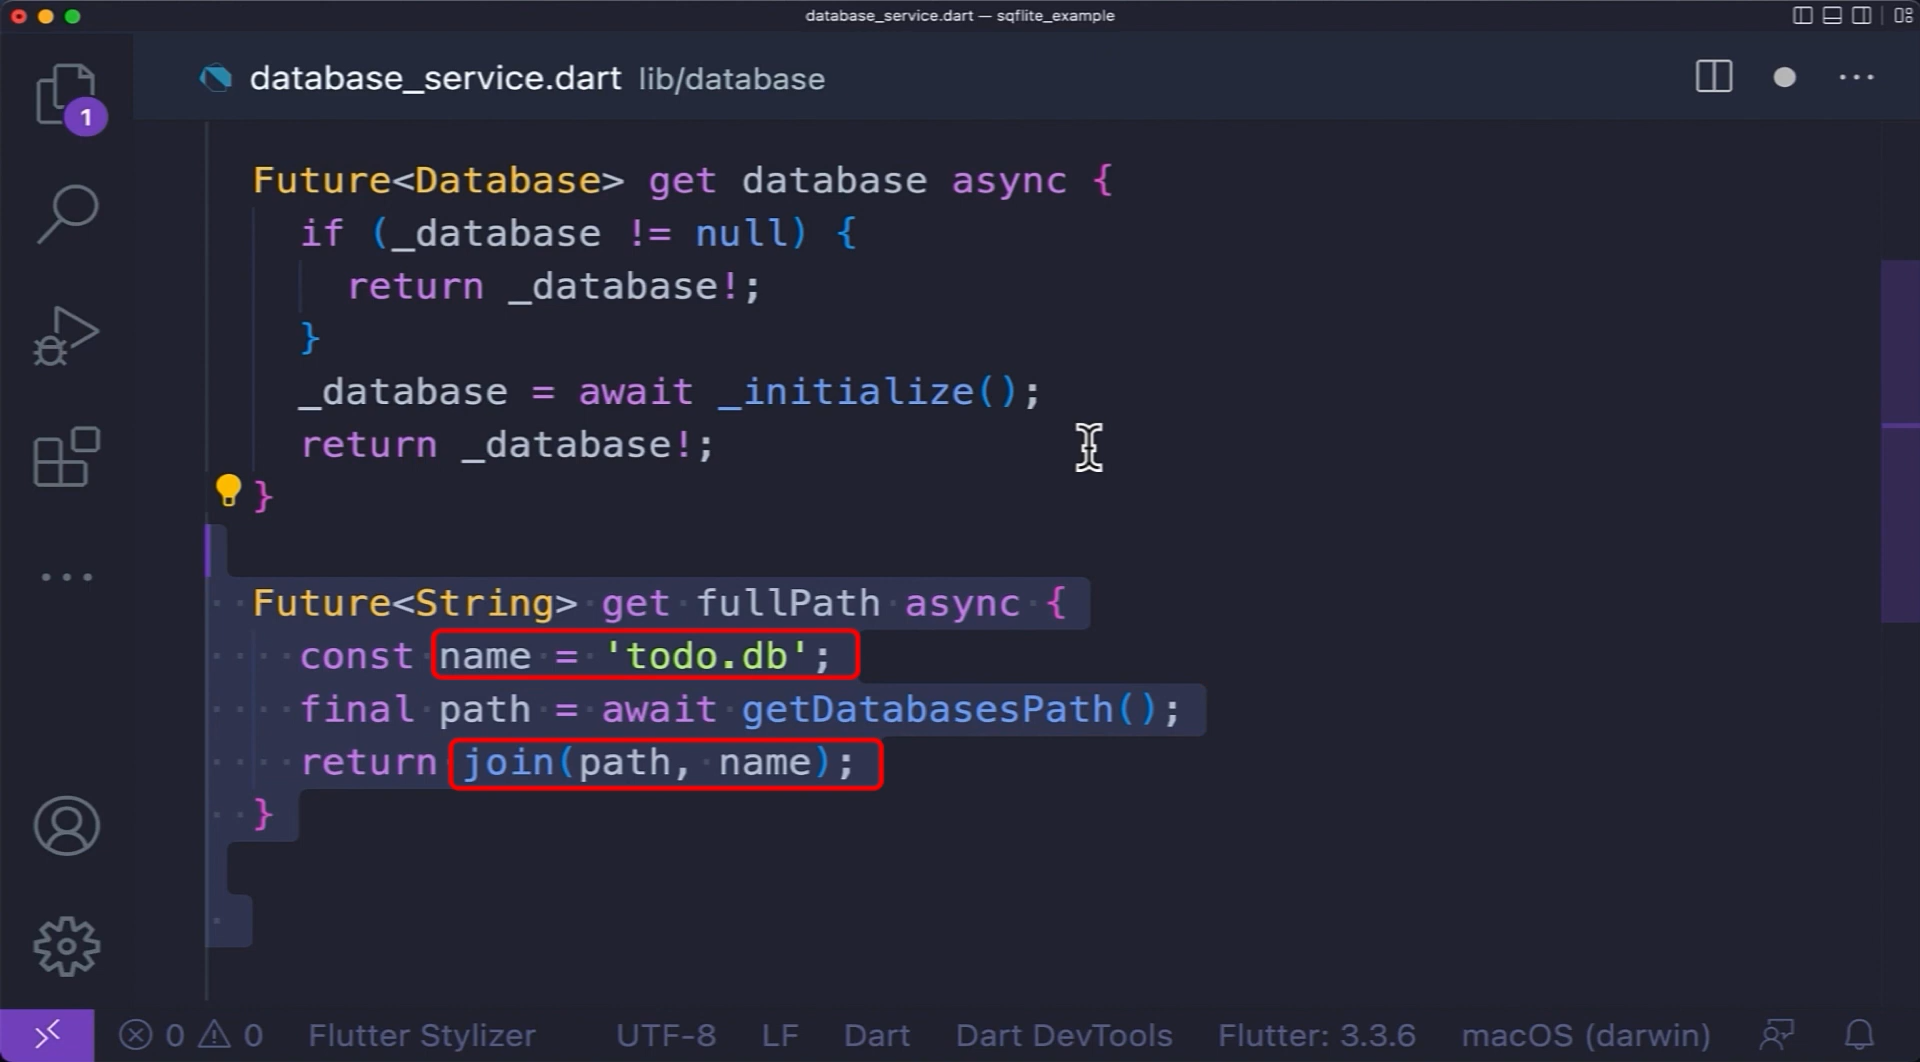 database_service.dart — sqflite_example
database_service.dart lib/database
1
Future<Database> get database async {
if (_database != null) {
return _database!;
}
_database = await _initialize();
return _database!;
}
Future<String> get fullPath async {
const name = 'todo.db';
final path = await getDatabasesPath();
return join(path, name);
}
0 0 Flutter Stylizer UTF-8 LF Dart Dart DevTools Flutter: 3.3.6 macOS (darwin)